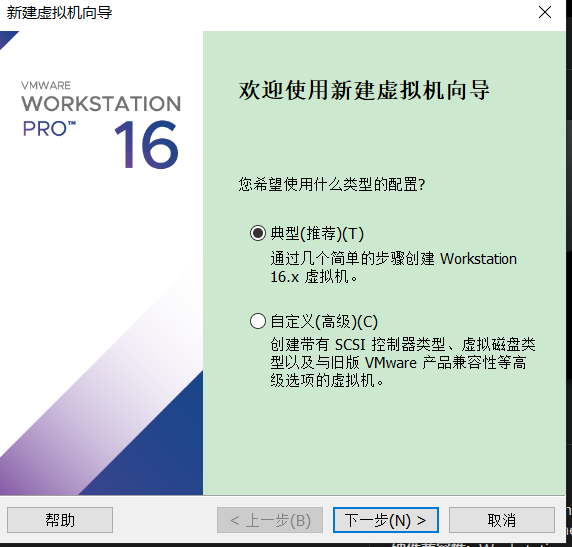 新建虚拟机向导
VMWARE
WORKSTATION
PRO™
16
欢迎使用新建虚拟机向导
您希望使用什么类型的配置?
典型(推荐)(T)
通过几个简单的步骤创建 Workstation
16.x 虚拟机。
自定义(高级)(C)
创建带有 SCSI 控制器类型、虚拟磁盘类
型以及与旧版 VMware 产品兼容性等高
级选项的虚拟机。
帮助
< 上一步(B)
下一步(N) >
取消